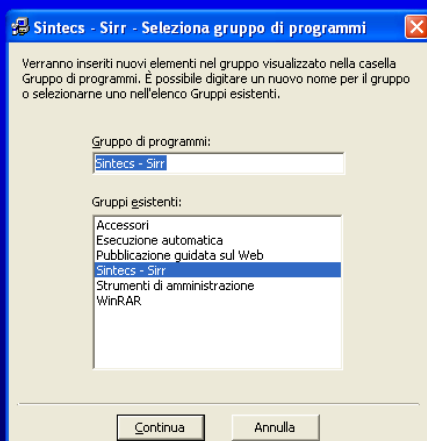 Sintecs - Sirr - Seleziona gruppo di programmi
Verranno inseriti nuovi elementi nel gruppo visualizzato nella casella
Gruppo di programmi. È possibile digitare un nuovo nome per il gruppo
o selezionarne uno nell'elenco Gruppi esistenti.
Gruppo di programmi:
Sintecs - Sirr
Gruppi esistenti:
Accessori
Esecuzione automatica
Pubblicazione guidata sul Web
Sintecs - Sirr
Strumenti di amministrazione
WinRAR
Continua
Annulla